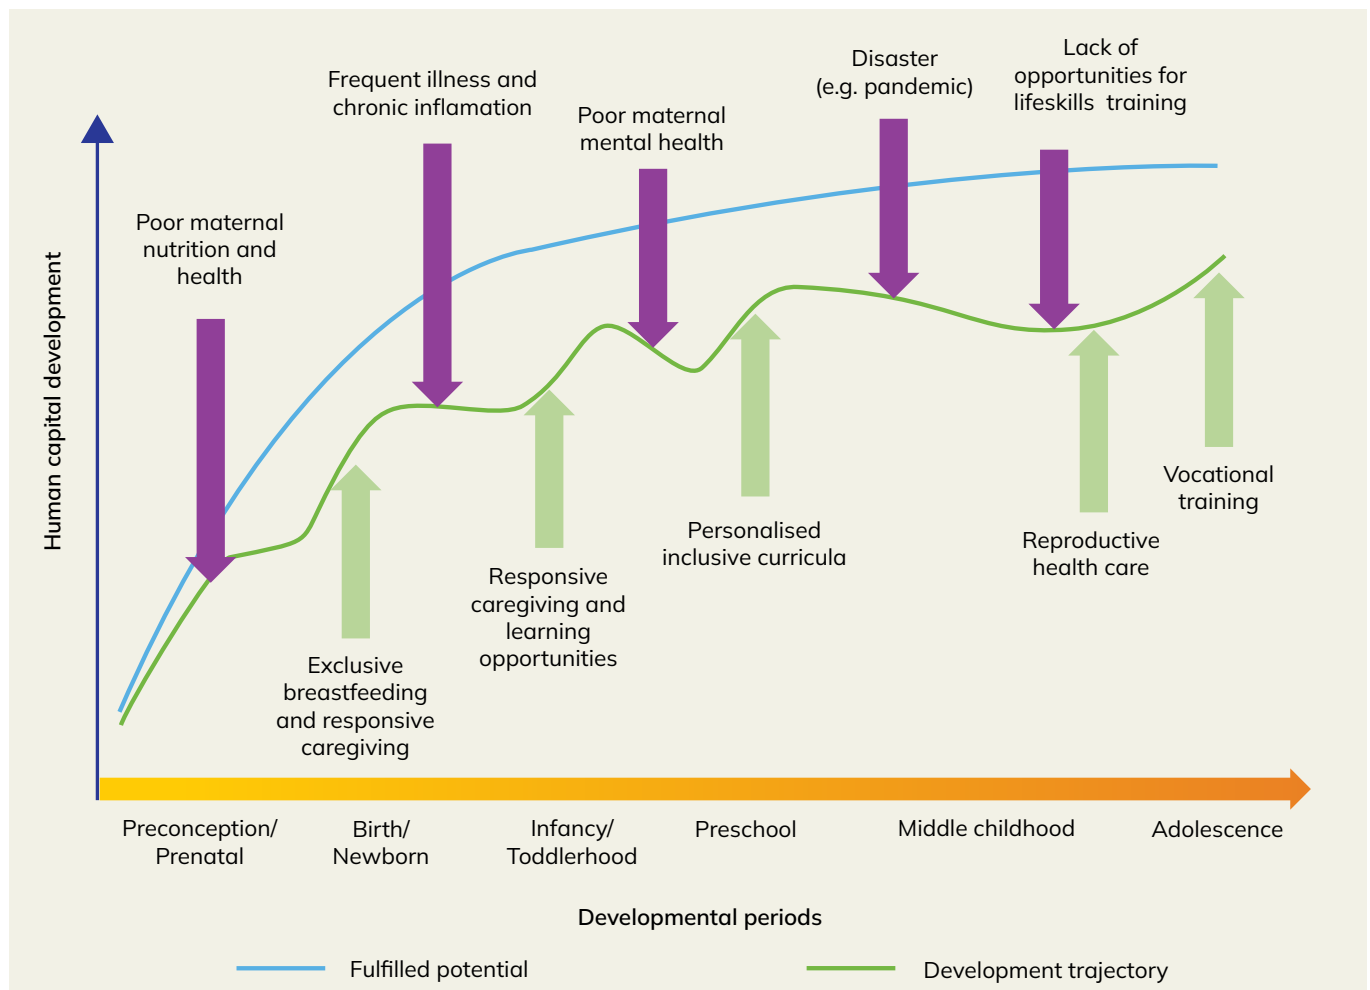 Lack of
opportunities for
lifeskills  training
Disaster
(e.g. pandemic)
Frequent illness and
chronic inflamation
Poor maternal
mental health
Poor maternal
nutrition and
health
Human capital development
Vocational
training
Personalised
inclusive curricula
Reproductive
health care
Responsive
caregiving and
learning
opportunities
Exclusive
breastfeeding
and responsive
caregiving
Preconception/
Prenatal
Birth/
Newborn
Infancy/
Toddlerhood
Preschool
Middle childhood
Adolescence
Developmental periods
Fulfilled potential
Development trajectory